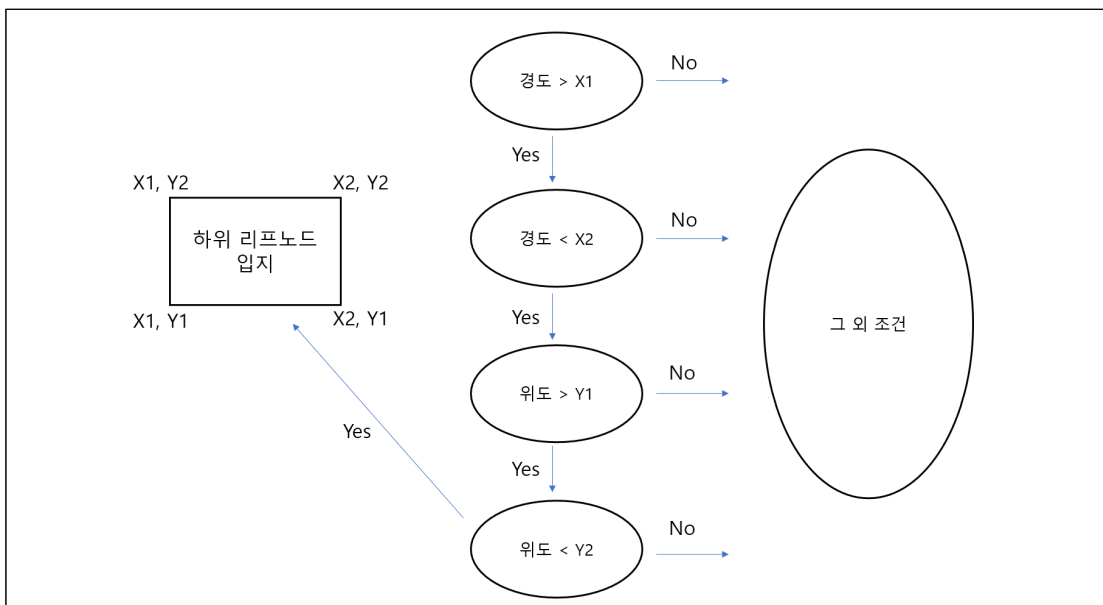 경도 > X1
No
Yes
X1, Y2
X2, Y2
하위 리프노드
입지
X1, Y1
X2, Y1
경도 < X2
No
Yes
위도 > Y1
No
Yes
Yes
위도 < Y2
No
그 외 조건